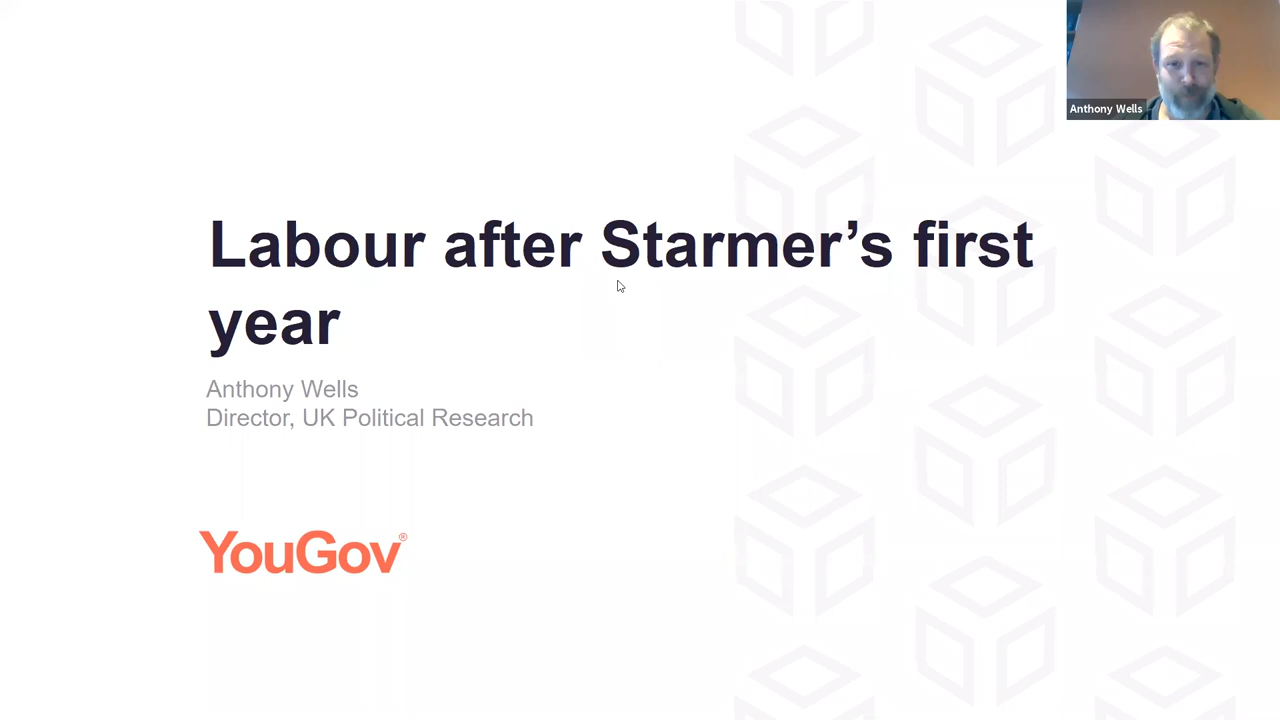 Anthony Wells
Labour after Starmer’s first
year
Anthony Wells
Director, UK Political Research
YouGov®